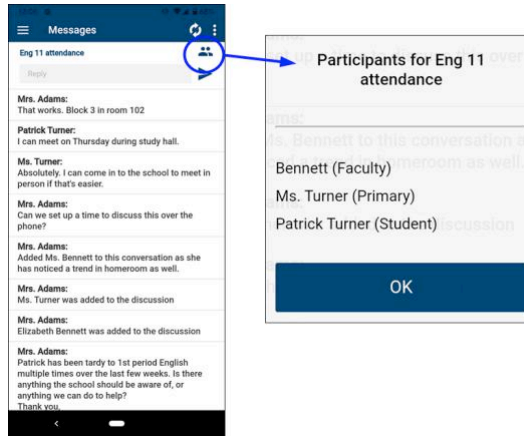 Messages
Eng 11 attendance
Reply
Mrs. Adams:
That works. Block 3 in room 102
Patrick Turner:
I can meet on Thursday during study hall.
Ms. Turner:
Absolutely. I can come in to the school to meet in
person if that's easier.
Mrs. Adams:
Can we set up a time to discuss this over the
phone?
Mrs. Adams:
Added Ms. Bennett to this conversation as she
has noticed a trend in homeroom as well.
Mrs. Adams:
Ms. Turner was added to the discussion
Mrs. Adams:
Elizabeth Bennett was added to the discussion
Mrs. Adams:
Patrick has been tardy to 1st period English
multiple times over the last few weeks. Is there
anything the school should be aware of, or
anything we can do to help?
Thank you,
Participants for Eng 11
attendance
Bennett (Faculty)
Ms. Turner (Primary)
Patrick Turner (Student)
OK